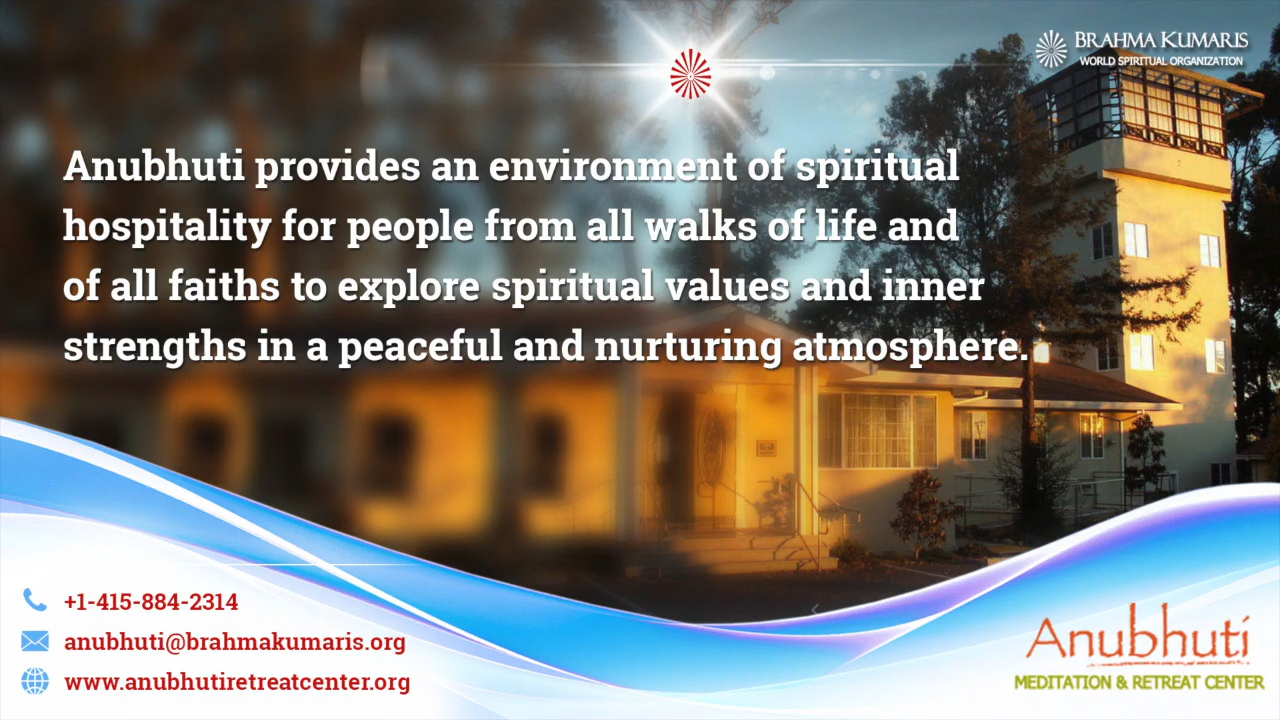 BRAHMA KUMARIS
WORLD SPIRITUAL ORGANIZATION
Anubhuti provides an environment of spiritual
hospitality for people from all walks of life and
of all faiths to explore spiritual values and inner
strengths in a peaceful and nurturing atmosphere.
+1-415-884-2314
anubhuti@brahmakumaris.org
www.anubhutiretreatcenter.org
Anubhuti
MEDITATION & RETREAT CENTER